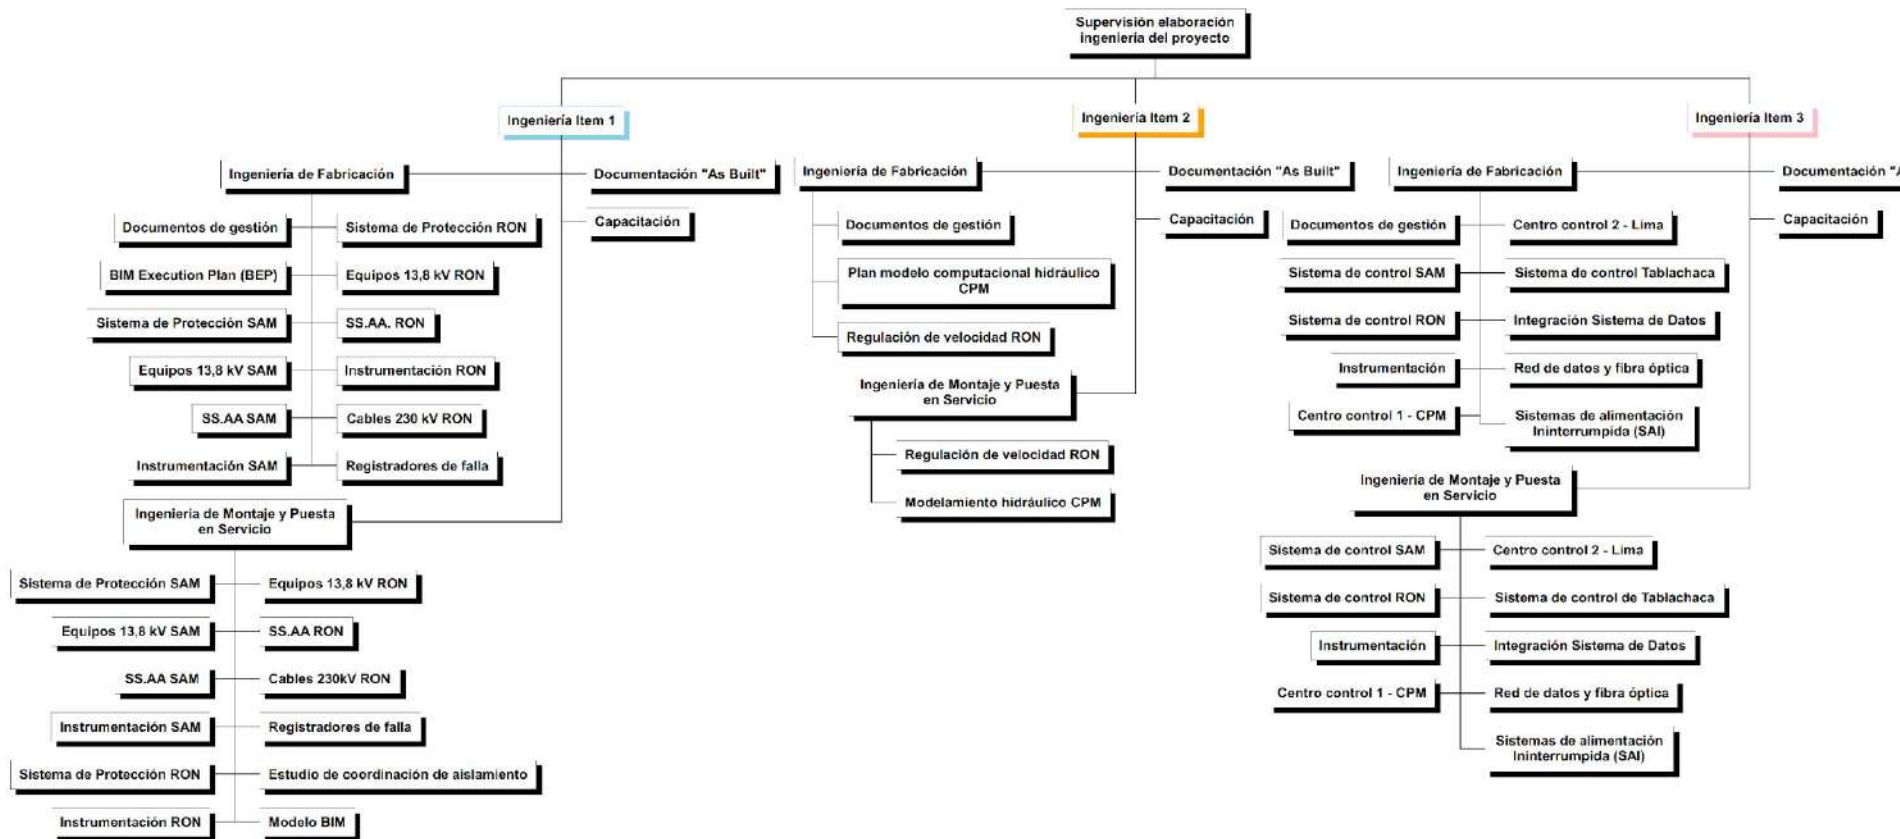 Supervisión elaboración
ingeniería del proyecto
Ingeniería Item 1
Ingeniería de Fabricación
Documentación "As Built"
Capacitación
Documentos de gestión
Sistema de Protección RON
BIM Execution Plan (BEP)
Equipos 13,8 kV RON
Sistema de Protección SAM
SS.AA. RON
Equipos 13,8 kV SAM
Instrumentación RON
SS.AA SAM
Cables 230 kV RON
Instrumentación SAM
Registradores de falla
Ingeniería de Montaje y Puesta
en Servicio
Sistema de Protección SAM
Equipos 13,8 kV RON
Equipos 13,8 kV SAM
SS.AA RON
SS.AA SAM
Cables 230kV RON
Instrumentación SAM
Registradores de falla
Sistema de Protección RON
Estudio de coordinación de aislamiento
Instrumentación RON
Modelo BIM
Ingeniería Item 2
Ingeniería de Fabricación
Documentación "As Built"
Capacitación
Documentos de gestión
Plan modelo computacional hidráulico
CPM
Regulación de velocidad RON
Ingeniería de Montaje y Puesta
en Servicio
Regulación de velocidad RON
Modelamiento hidráulico CPM
Ingeniería Item 3
Ingeniería de Fabricación
Documentación "A
Capacitación
Documentos de gestión
Centro control 2 - Lima
Sistema de control SAM
Sistema de control Tablachaca
Sistema de control RON
Integración Sistema de Datos
Instrumentación
Red de datos y fibra óptica
Centro control 1 - CPM
Sistemas de alimentación
Ininterrumpida (SAI)
Ingeniería de Montaje y Puesta
en Servicio
Sistema de control SAM
Centro control 2 - Lima
Sistema de control RON
Sistema de control de Tablachaca
Instrumentación
Integración Sistema de Datos
Centro control 1 - CPM
Red de datos y fibra óptica
Sistemas de alimentación
Ininterrumpida (SAI)